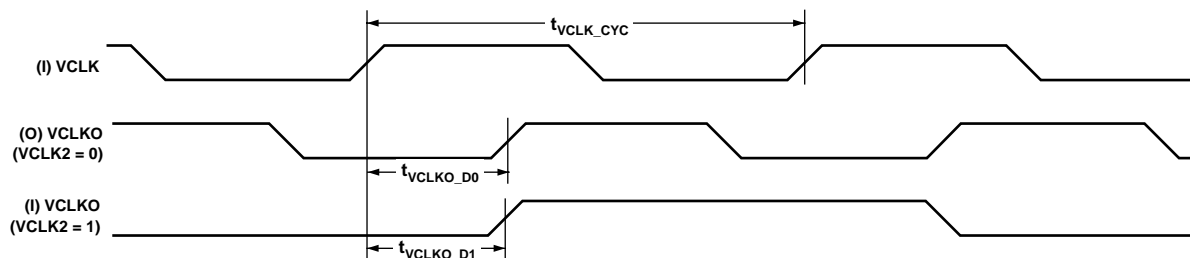 tVCLK_CYC
(I) VCLK
(O) VCLKO
(VCLK2 = 0)
tVCLKO_D0
(I) VCLKO
(VCLK2 = 1)
tVCLKO_D1